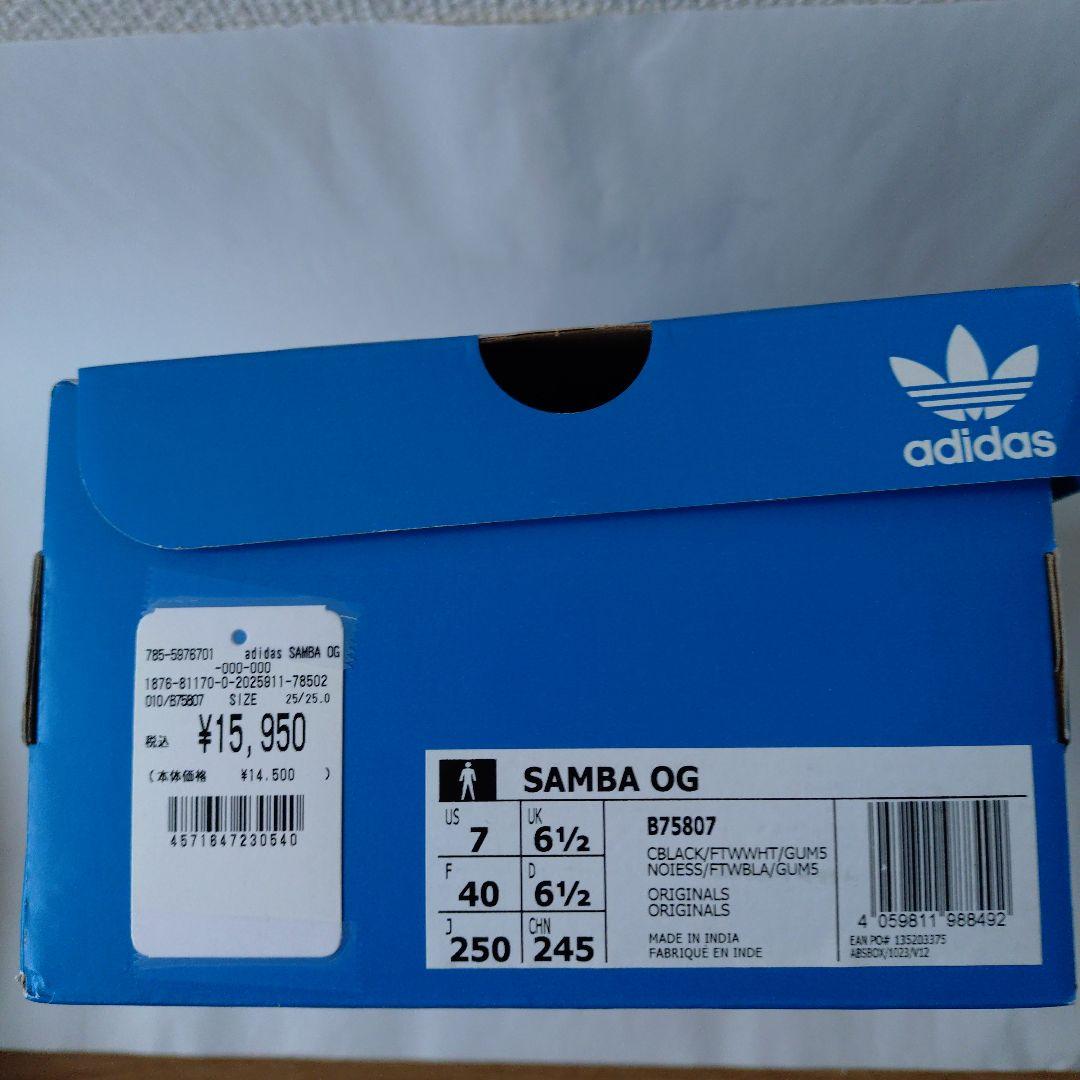 adidas
785-5976701 adidas SAMBA OG
-000-000
1876-81170-0-2025911-78502
010/B75807 SIZE 25/25.0
税込 ¥15,950
(本体価格 ¥14,500 )
4571847230540
SAMBA OG
US 7 UK 6½
F 40 D 6½
J 250 CHN 245
B75807
CBLACK/FTWWHT/GUM5
NOIESS/FTWBLA/GUM5
ORIGINALS
ORIGINALS
MADE IN INDIA
FABRIQUE EN INDE
4 059811 988492
EAN PO# 135203375
ABSBOX/1023/V12